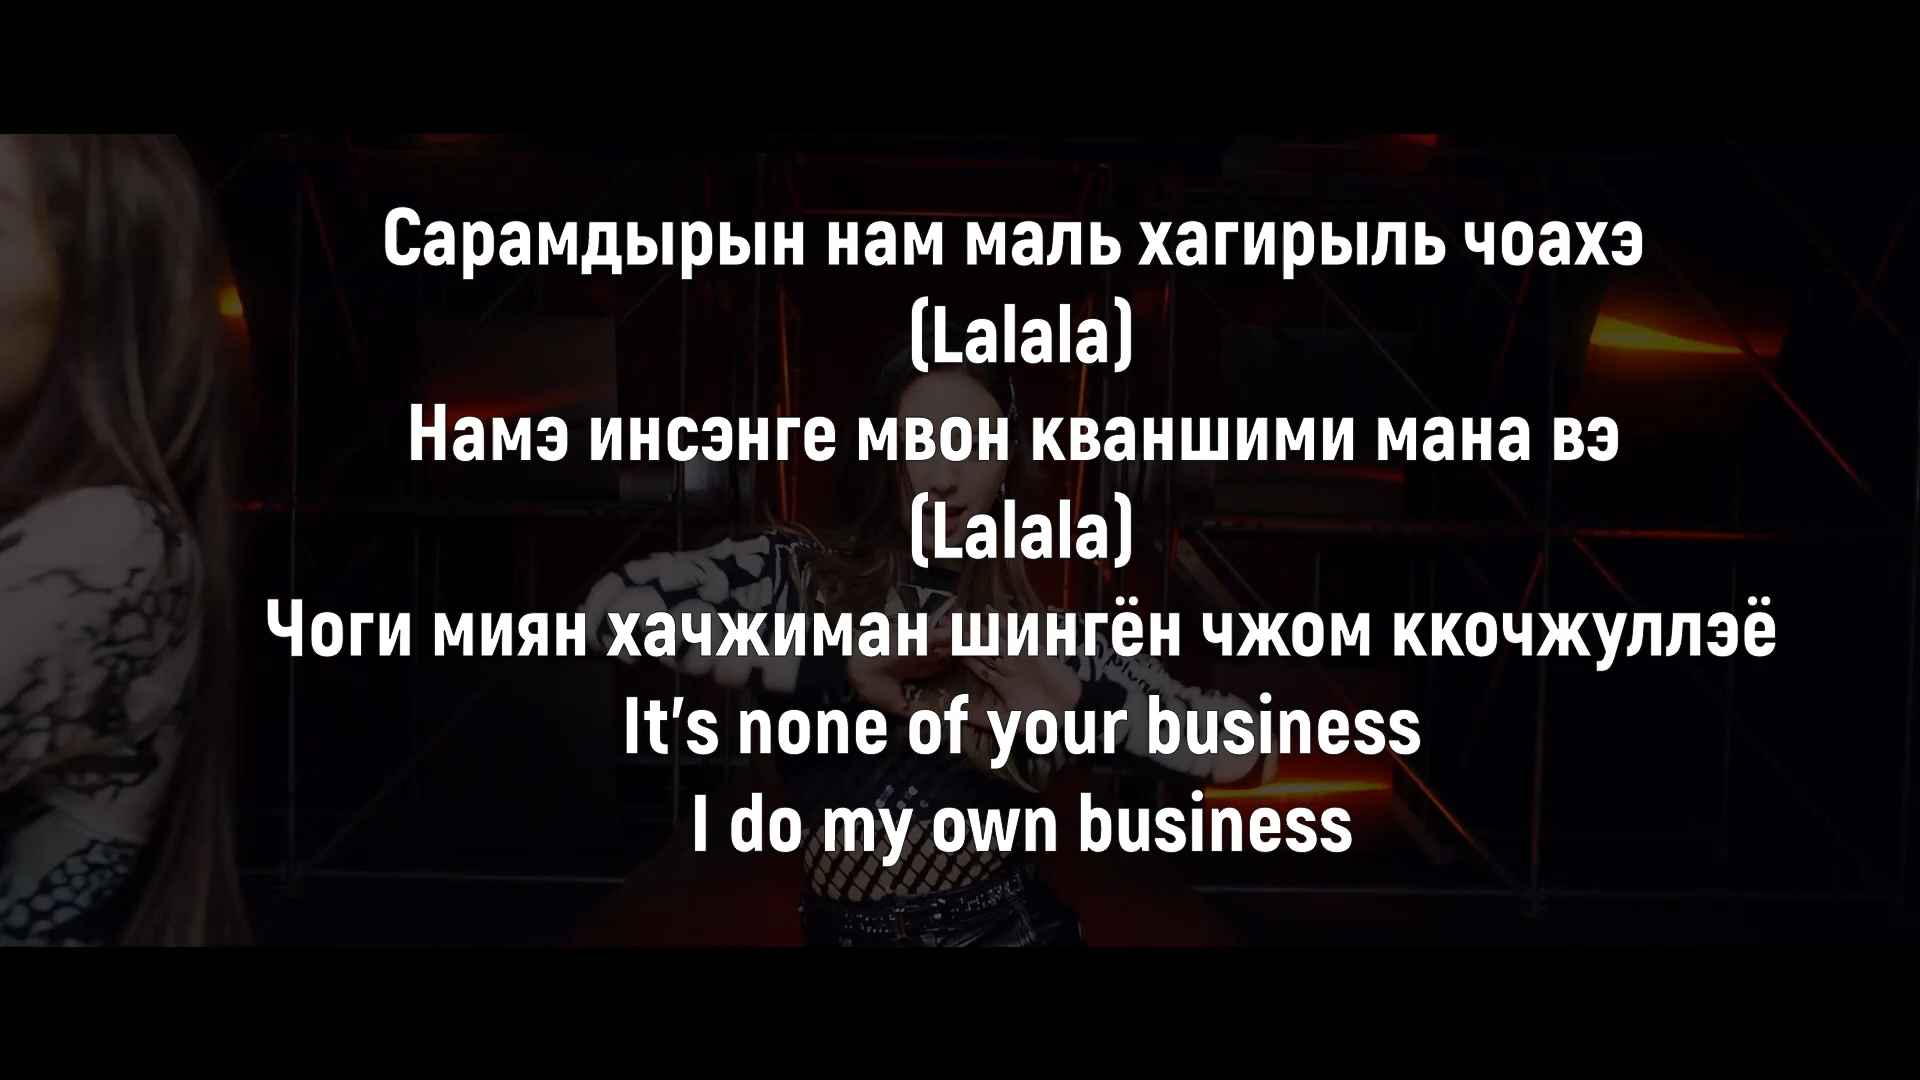 Сарамдырын нам маль хагирыль чоахэ
(Lalala)
Намэ инсэнге мвон кваншими мана вэ
(Lalala)
Чоги миян хачжиман шингён чжом ккочжуллэё
It's none of your business
I do my own business